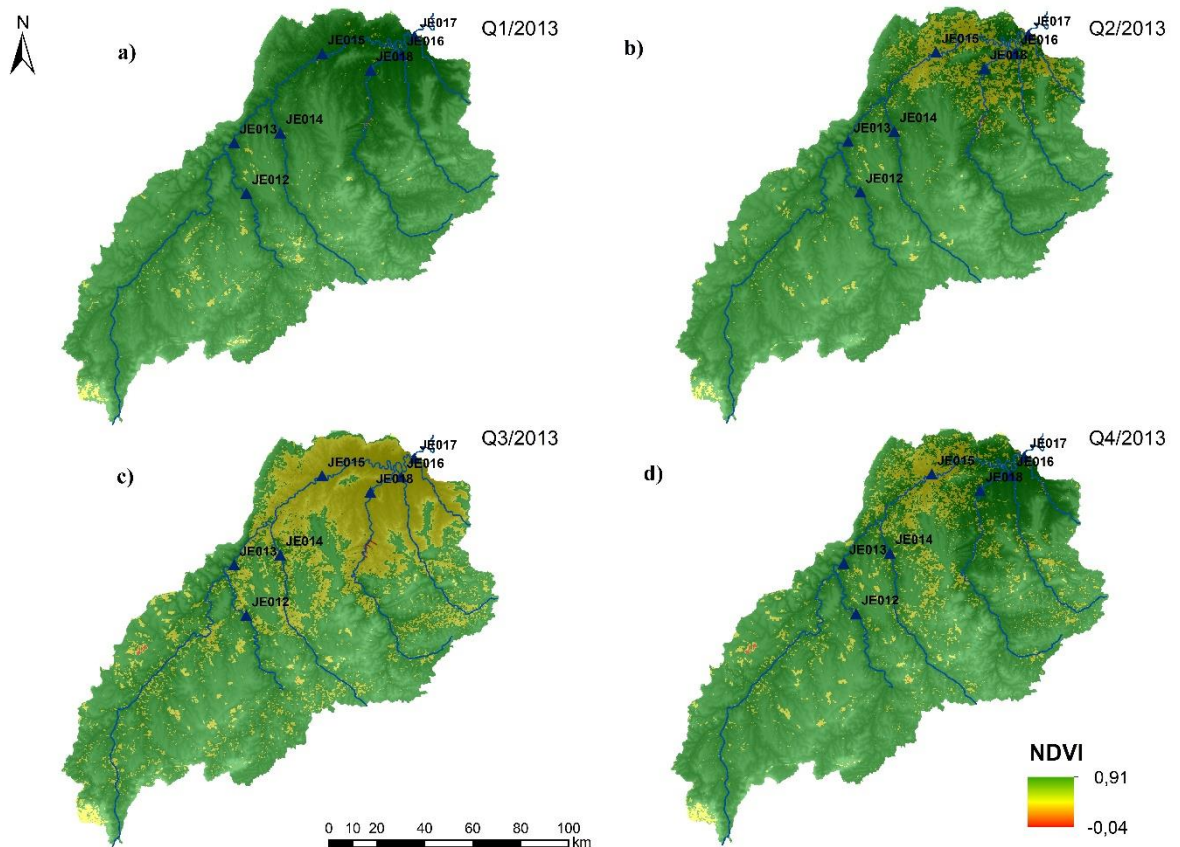 N
a)
Q1/2013
JE017
JE016
JE015
JE018
JE014
JE013
JE012
b)
Q2/2013
JE017
JE016
JE015
JE018
JE014
JE013
JE012
c)
Q3/2013
JE017
JE016
JE015
JE018
JE014
JE013
JE012
d)
Q4/2013
JE017
JE016
JE015
JE018
JE014
JE013
JE012
NDVI
0,91
-0,04
0 10 20 40 60 80 100
km